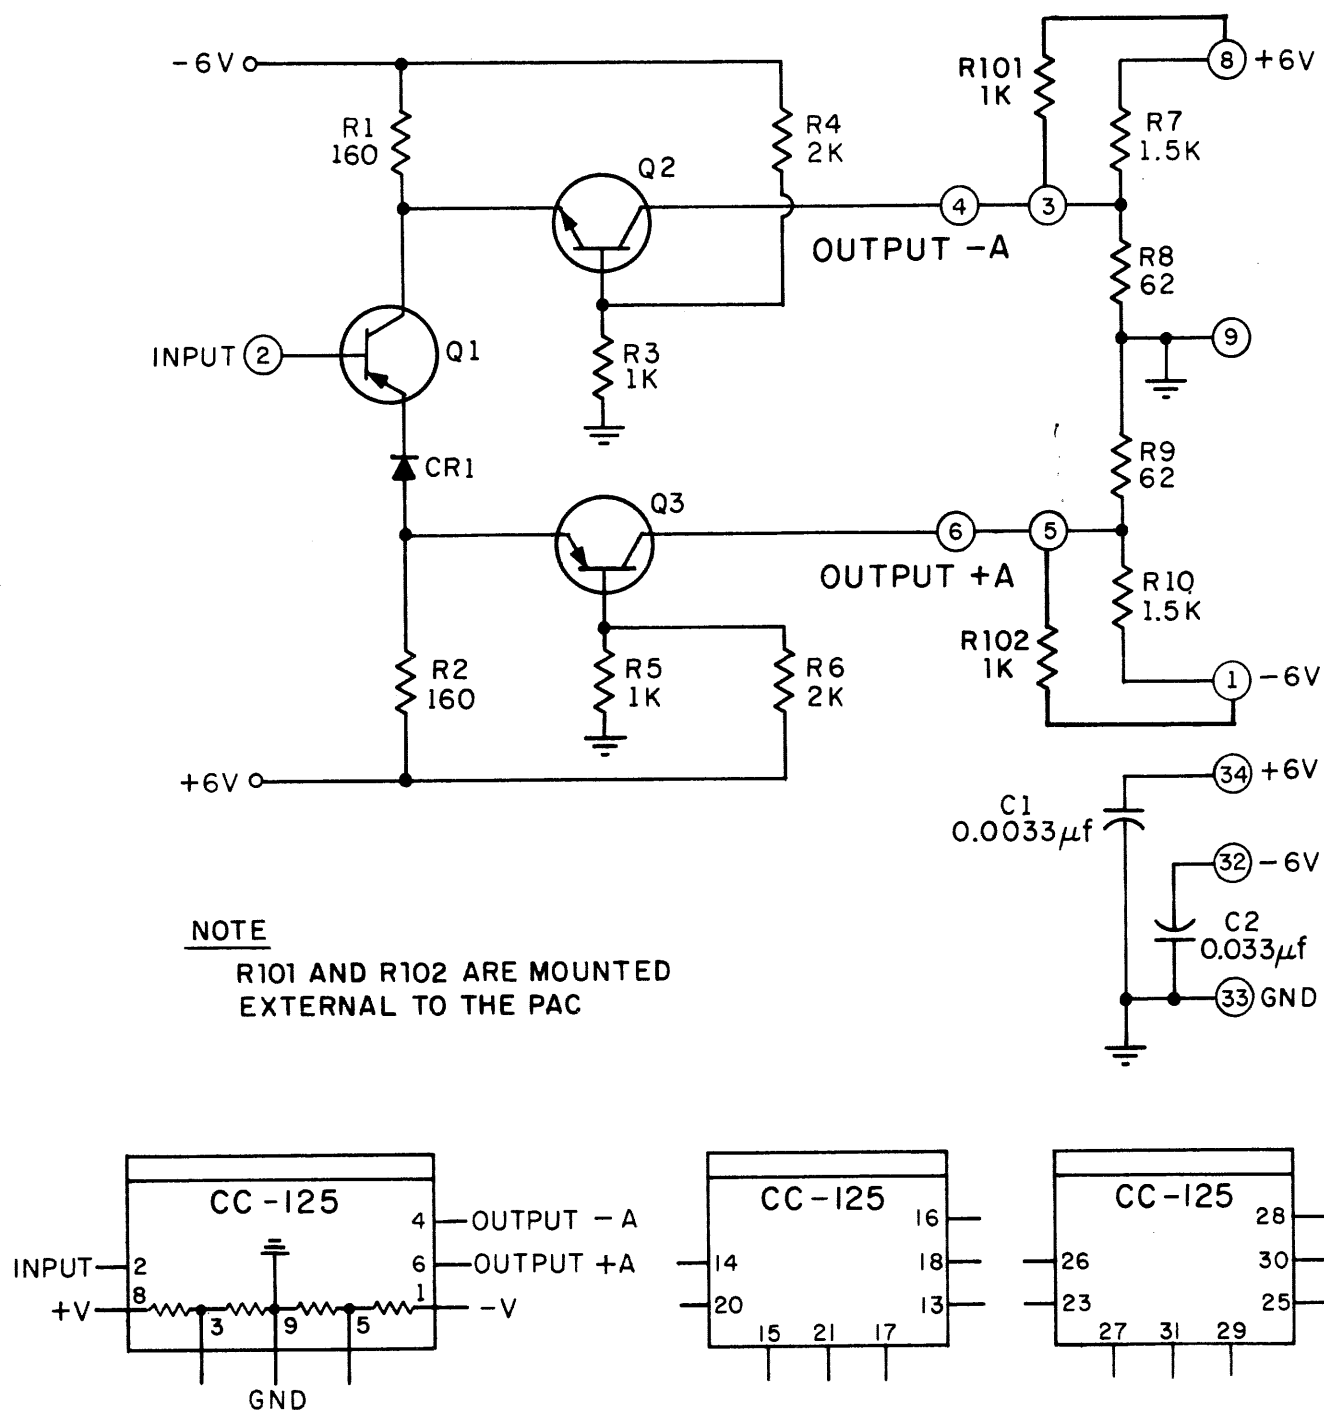 -6V
R1
160
Q2
R4
2K
R101
1K
8
+6V
R7
1.5K
4
3
OUTPUT -A
R8
62
INPUT
2
Q1
R3
1K
9
CR1
R9
62
Q3
6
5
OUTPUT +A
R10
1.5K
R2
160
R5
1K
R6
2K
R102
1K
1
-6V
+6V
34
+6V
C1
0.0033μf
32
-6V
C2
0.033μf
33
GND
NOTE
R101 AND R102 ARE MOUNTED
EXTERNAL TO THE PAC
CC-125
4
OUTPUT -A
INPUT
2
6
OUTPUT +A
+V
8
1
-V
3
9
5
GND
CC-125
16
14
18
20
13
15
21
17
CC-125
28
26
30
23
25
27
31
29